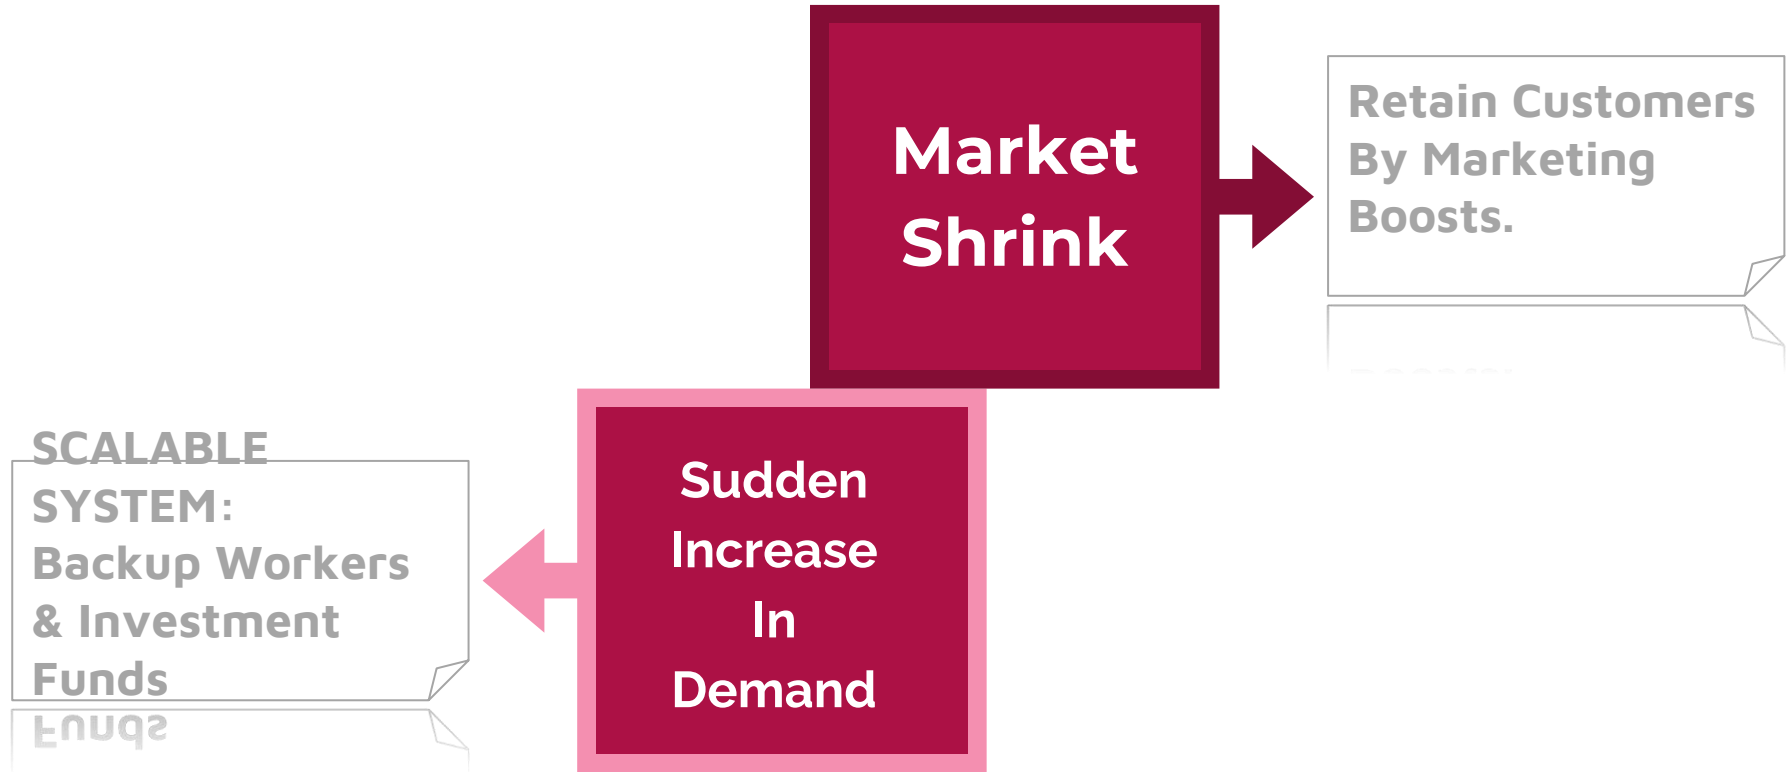 Market
Shrink
Retain Customers
By Marketing
Boosts.
SCALABLE
SYSTEM:
Backup Workers
& Investment
Funds
Sudden
Increase
In
Demand